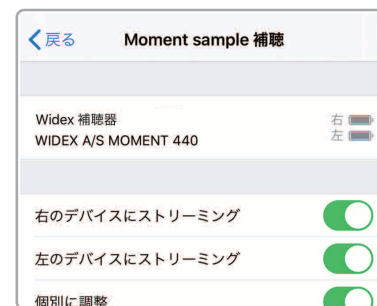 戻る Moment sample 補聴
Widex 補聴器 右
WIDEX A/S MOMENT 440 左
右のデバイスにストリーミング
左のデバイスにストリーミング
個別に調整